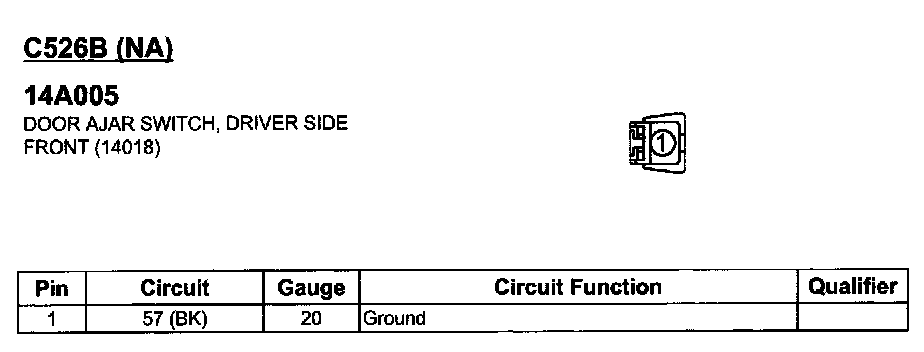 C526B (NA)
14A005
DOOR AJAR SWITCH, DRIVER SIDE
FRONT (14018)
1
Pin Circuit Gauge Circuit Function Qualifier
1 57 (BK) 20 Ground